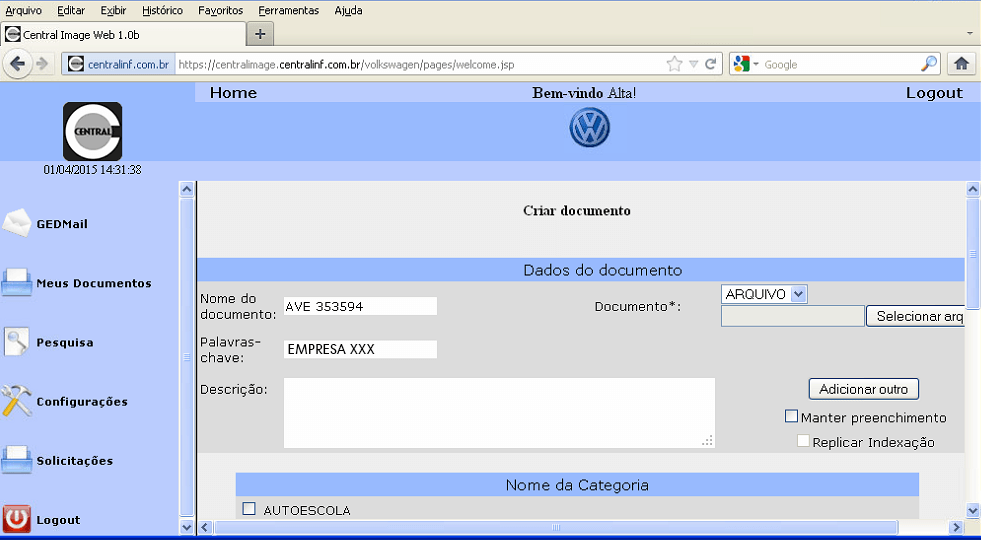 Arquivo Editar Exibir Histórico Favoritos Ferramentas Ajuda
Central Image Web 1.0b +
centralinf.com.br https://centralimage.centralinf.com.br/volkswagen/pages/welcome.jsp Google
Home Bem-vindo Alta! Logout
CENTRAL
01/04/2015 14:31:38
GEDMail
Meus Documentos
Pesquisa
Configurações
Solicitações
Logout
Criar documento
Dados do documento
Nome do
documento: AVE 353594
Documento*: ARQUIVO
Selecionar arq
Palavras-
chave: EMPRESA XXX
Descrição:
Adicionar outro
Manter preenchimento
Replicar Indexação
Nome da Categoria
AUTOESCOLA